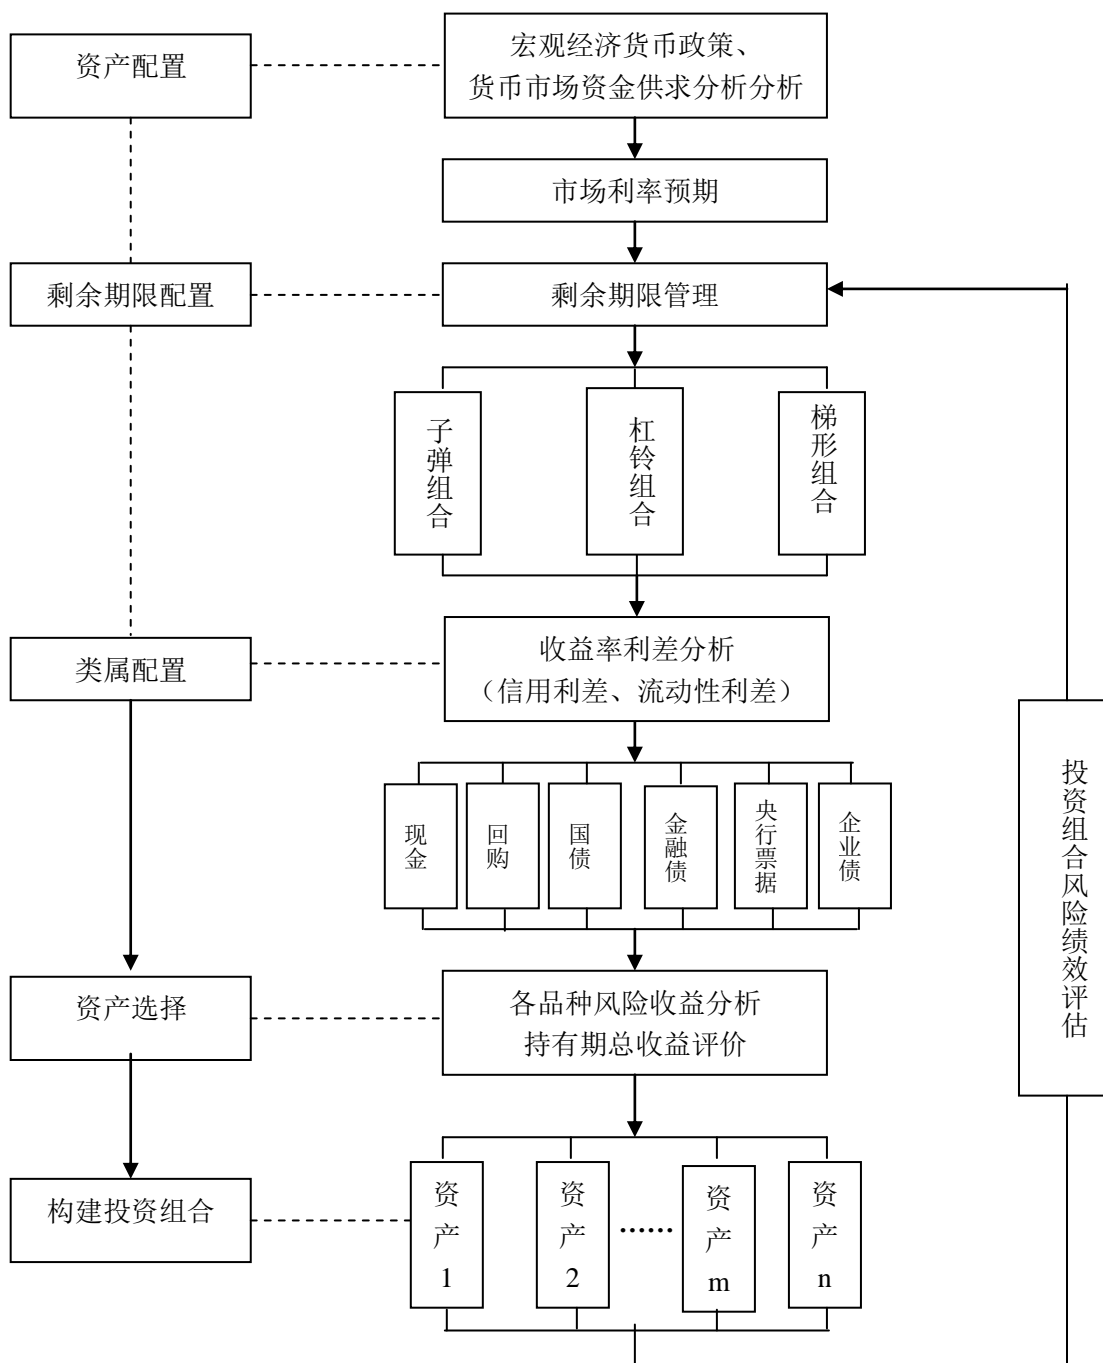 资产配置
宏观经济货币政策、
货币市场资金供求分析分析
市场利率预期
剩余期限配置
剩余期限管理
子弹组合
杠铃组合
梯形组合
类属配置
收益率利差分析
（信用利差、流动性利差）
现金
回购
国债
金融债
央行票据
企业债
投资组合风险绩效评估
资产选择
各品种风险收益分析
持有期总收益评价
构建投资组合
资产1
资产2
……
资产m
资产n